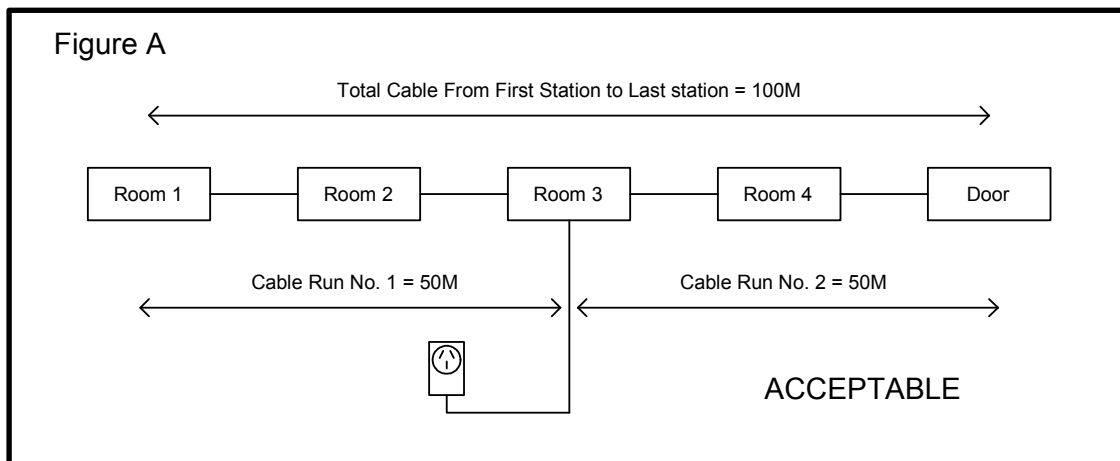 Figure A
Total Cable From First Station to Last station = 100M
Room 1
Room 2
Room 3
Room 4
Door
Cable Run No. 1 = 50M
Cable Run No. 2 = 50M
ACCEPTABLE